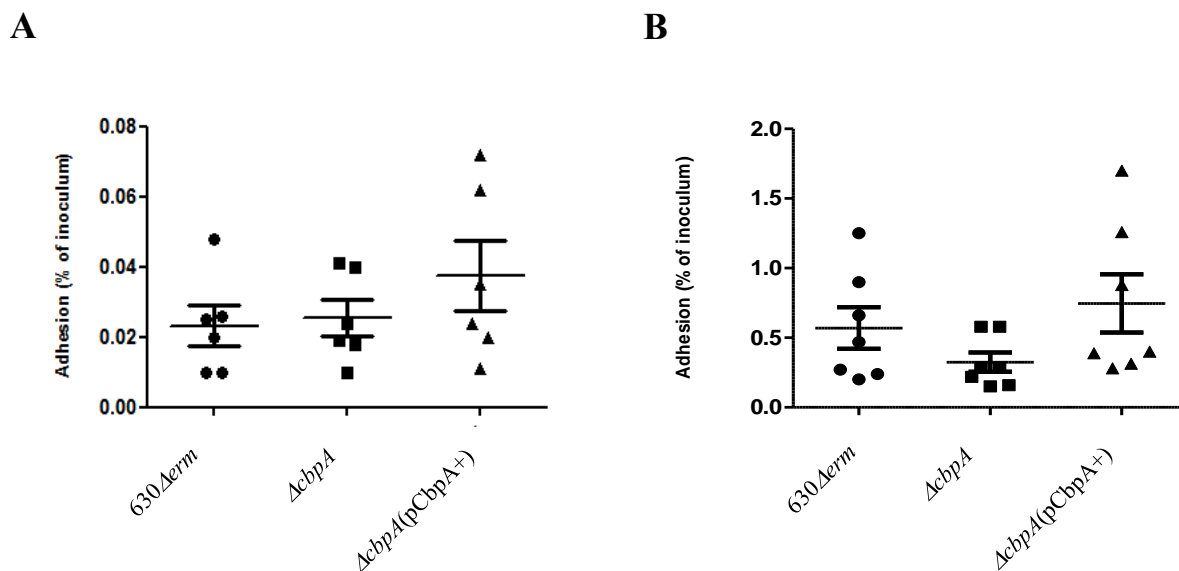 A
B
Adhesion (% of inoculum)
0.08
0.06
0.04
0.02
0.00
630Δerm
ΔcbpA
ΔcbpA(pCbpA+)
Adhesion (% of inoculum)
2.0
1.5
1.0
0.5
0.0
630Δerm
ΔcbpA
ΔcbpA(pCbpA+)